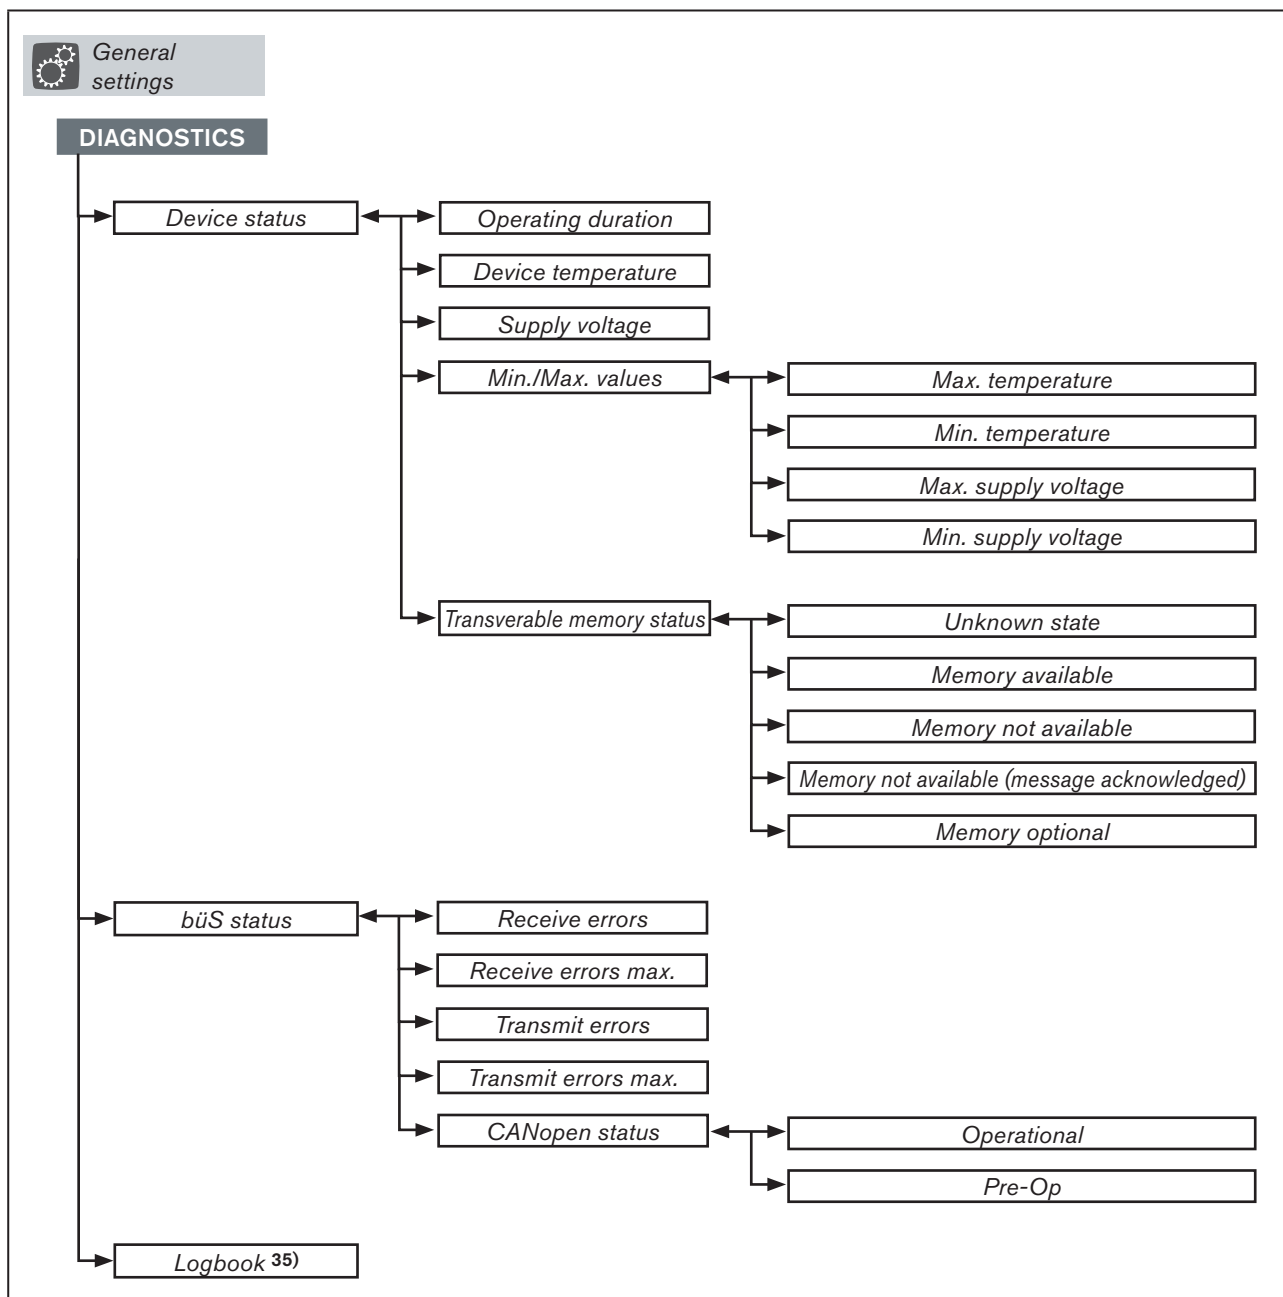 General
settings
DIAGNOSTICS
Device status
Operating duration
Device temperature
Supply voltage
Min./Max. values
Max. temperature
Min. temperature
Max. supply voltage
Min. supply voltage
Transverable memory status
Unknown state
Memory available
Memory not available
Memory not available (message acknowledged)
Memory optional
büS status
Receive errors
Receive errors max.
Transmit errors
Transmit errors max.
CANopen status
Operational
Pre-Op
Logbook 35)